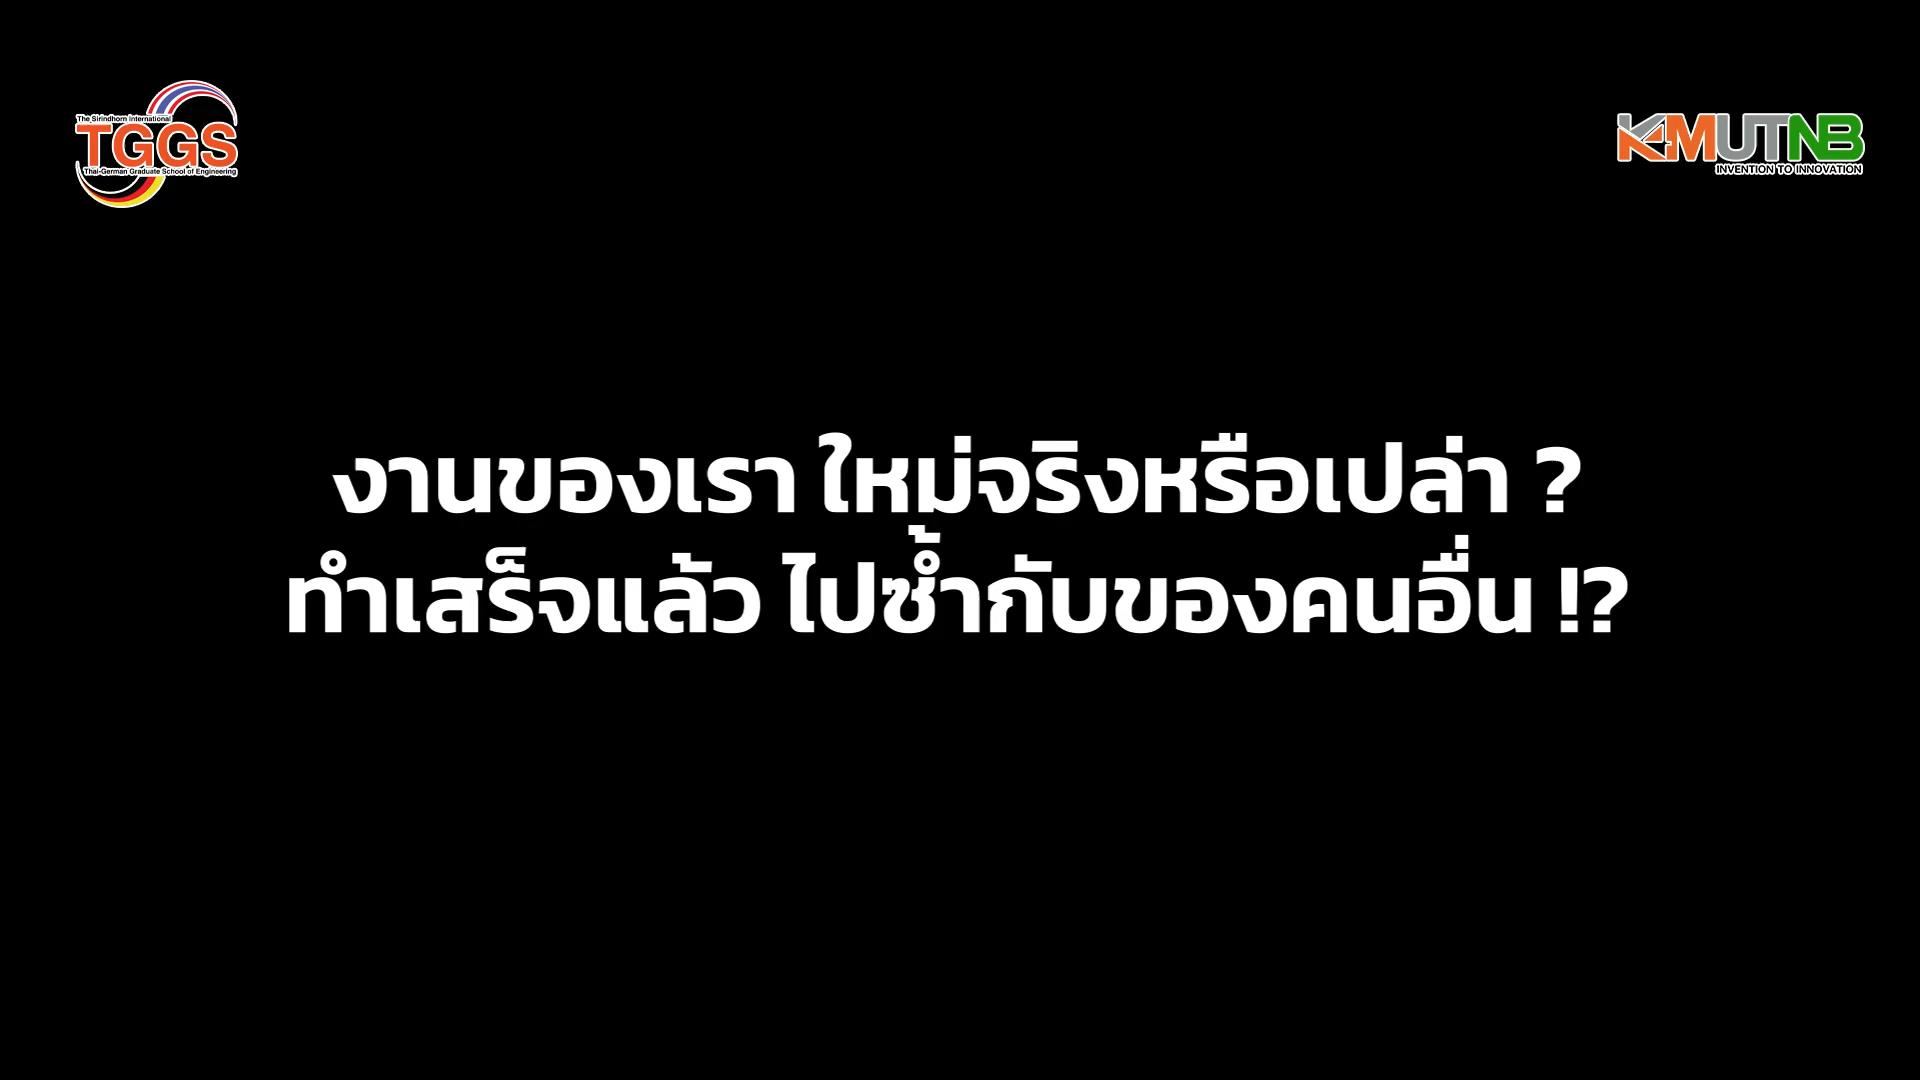 The Sirindhorn International
TGGS
Thai-German Graduate School of Engineering
KMUTNB
INVENTION TO INNOVATION
งานของเรา ใหม่จริงหรือเปล่า ?
ทำเสร็จแล้ว ไปซ้ำกับของคนอื่น !?